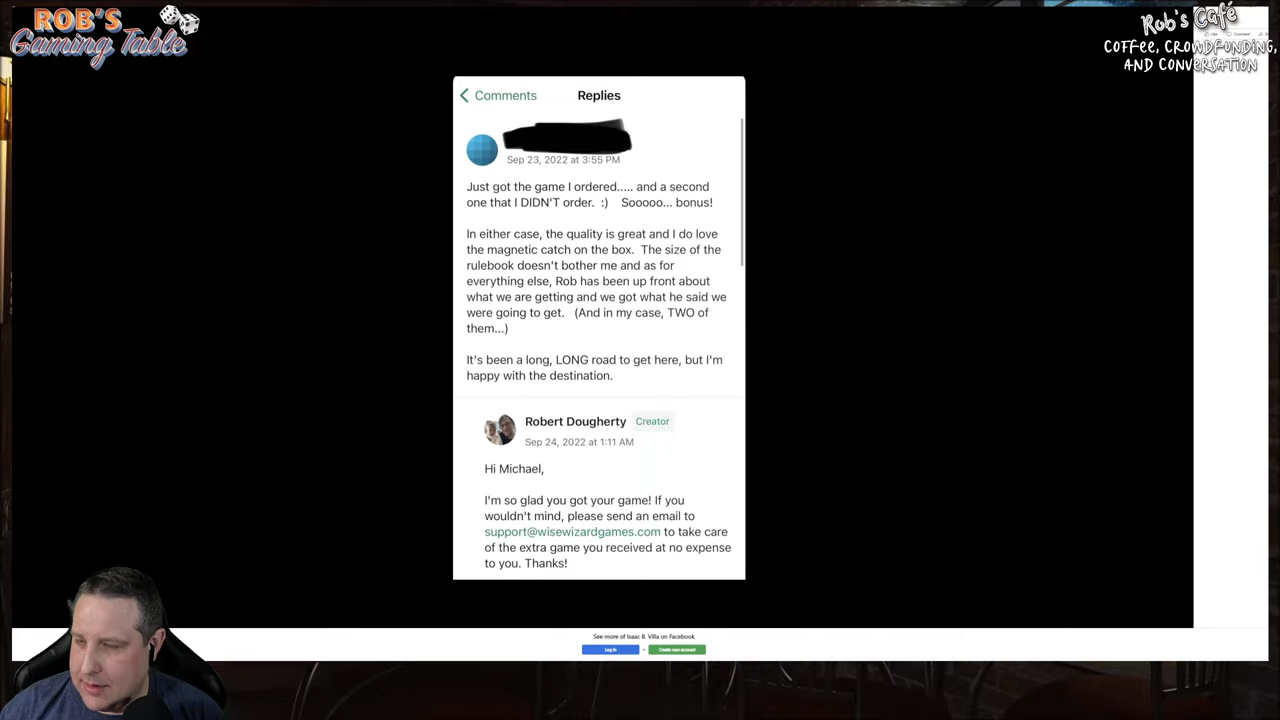 ROB'S
Gaming Table
Rob's Café
Coffee, Crowdfunding,
and Conversation
Comments
Replies
Sep 23, 2022 at 3:55 PM
Just got the game I ordered..... and a second
one that I DIDN'T order. :) Sooooo... bonus!
In either case, the quality is great and I do love
the magnetic catch on the box. The size of the
rulebook doesn't bother me and as for
everything else, Rob has been up front about
what we are getting and we got what he said we
were going to get. (And in my case, TWO of
them...)
It's been a long, LONG road to get here, but I'm
happy with the destination.
Robert Dougherty Creator
Sep 24, 2022 at 1:11 AM
Hi Michael,
I'm so glad you got your game! If you
wouldn't mind, please send an email to
support@wisewizardgames.com to take care
of the extra game you received at no expense
to you. Thanks!
See more of Isaac B. Villa on Facebook
Log In
or
Create new account